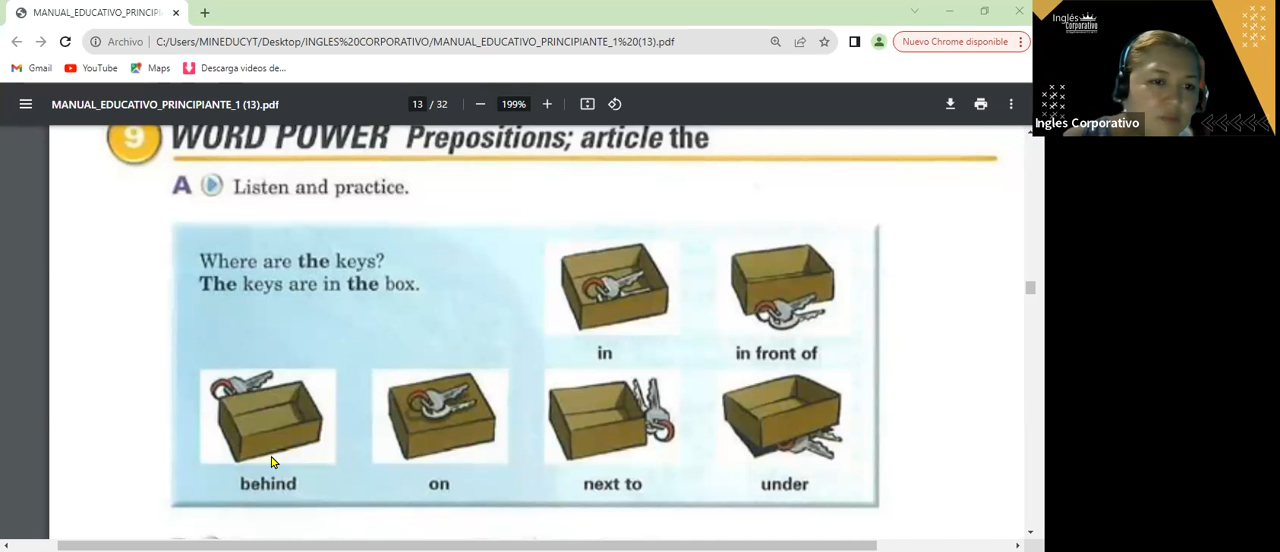 MANUAL_EDUCATIVO_PRINCIPIANTE_1
Archivo
C:/Users/MINEDUCYT/Desktop/INGLES%20CORPORATIVO/MANUAL_EDUCATIVO_PRINCIPIANTE_1%20(13).pdf
Nuevo Chrome disponible
Gmail
YouTube
Maps
Descarga videos de...
MANUAL_EDUCATIVO_PRINCIPIANTE_1 (13).pdf
13 / 32
199%
Inglés
Corporativo
Inglés Corporativo
9 WORD POWER Prepositions; article the
A Listen and practice.
Where are the keys?
The keys are in the box.
in
in front of
behind
on
next to
under